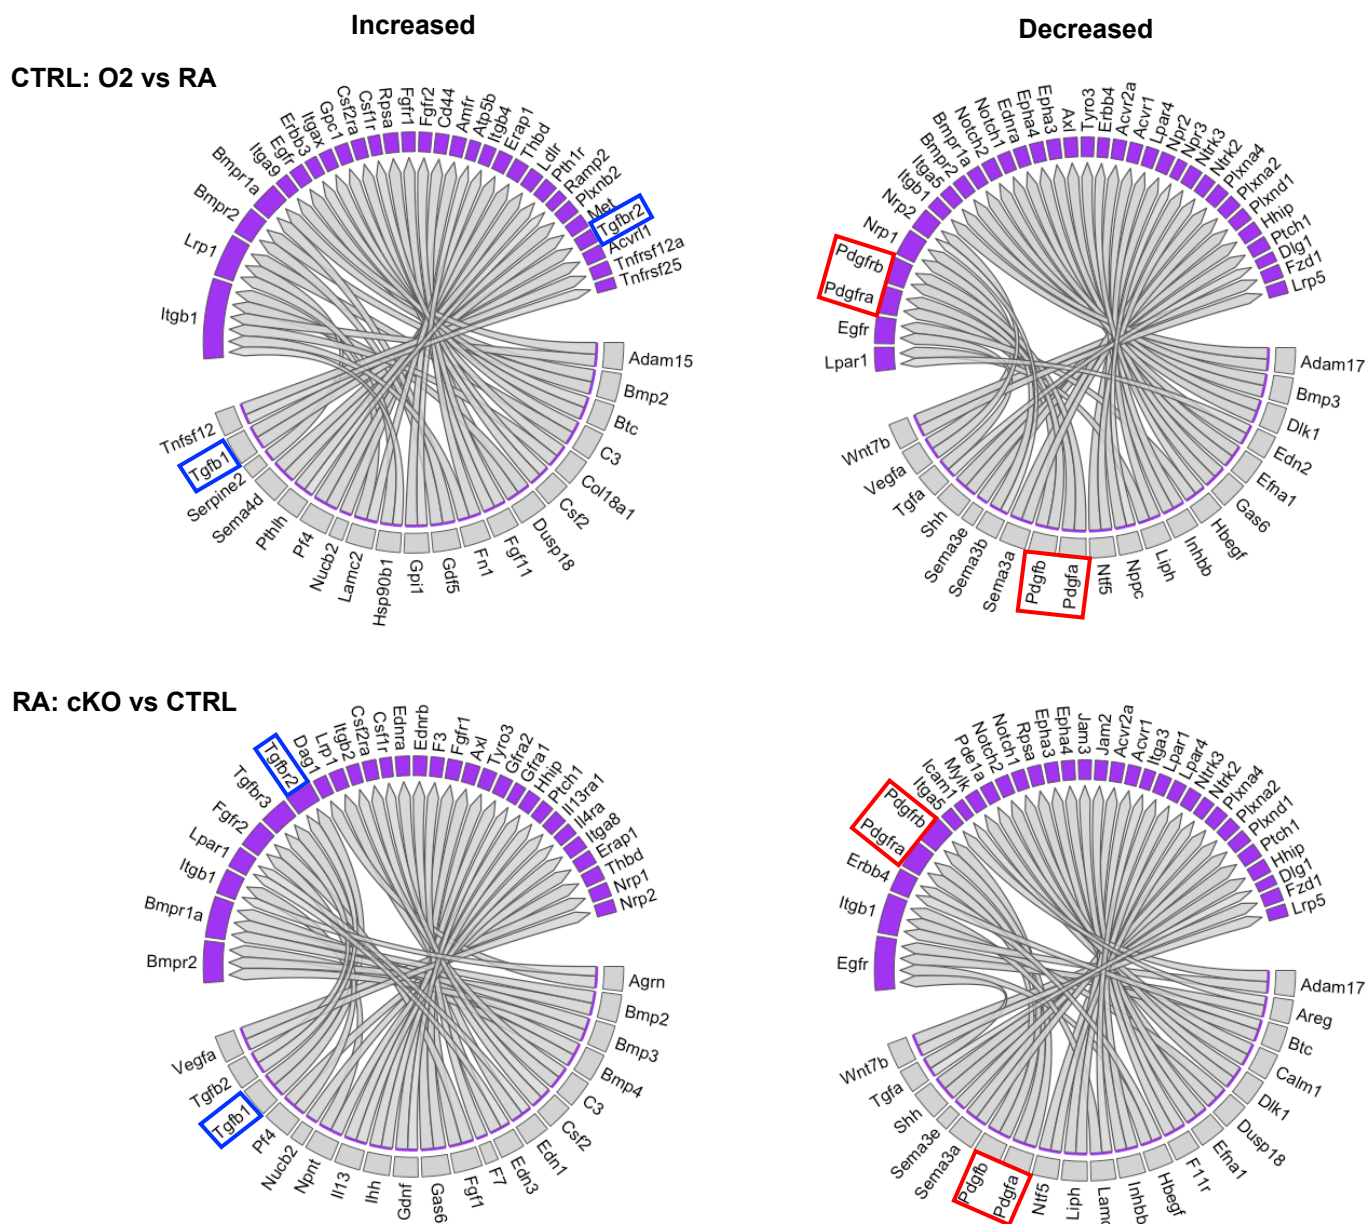 Increased
Decreased
CTRL: O2 vs RA
Itgb1
Lrp1
Bmpr2
Bmpr1a
Itga9
Egfr
Erbb3
Itgax
Gpc1
Csf2ra
Csf1r
Rpsa
Fgfr1
Fgfr2
Cd44
Amfr
Atp5b
Itgb4
Erap1
Thbd
Ldlr
Pth1r
Ramp2
Plxnb2
Met
Tgfbr2
Acvrl1
Tnfrsf12a
Tnfrsf25
Adam15
Bmp2
Btc
C3
Col18a1
Csf2
Dusp18
Fgf11
Fn1
Gdf5
Gpi1
Hsp90b1
Lamc2
Nucb2
Pf4
Pthlh
Sema4d
Serpine2
Tgfb1
Tnfsf12
Lpar1
Egfr
Pdgfra
Pdgfrb
Nrp1
Nrp2
Itgb1
Itga5
Bmpr2
Bmpr1a
Notch2
Notch1
Ednra
Epha4
Epha3
Axl
Tyro3
Erbb4
Acvr2a
Acvr1
Lpar4
Npr2
Npr3
Ntrk3
Ntrk2
Plxna4
Plxna2
Plxnd1
Hhip
Ptch1
Dlg1
Fzd1
Lrp5
Adam17
Bmp3
Dlk1
Edn2
Efna1
Gas6
Hbegf
Inhbb
Liph
Nppc
Ntf5
Pdgfa
Pdgfb
Sema3a
Sema3b
Sema3e
Shh
Tgfa
Vegfa
Wnt7b
RA: cKO vs CTRL
Bmpr2
Bmpr1a
Itgb1
Lpar1
Fgfr2
Tgfbr3
Tgfbr2
Dag1
Lrp1
Itgb2
Csf2ra
Csf1r
Ednra
Ednrb
F3
Fgfr1
Axl
Tyro3
Gfra2
Gfra1
Hhip
Ptch1
Il13ra1
Il4ra
Itga8
Erap1
Thbd
Nrp1
Nrp2
Agrn
Bmp2
Bmp3
Bmp4
C3
Csf2
Edn1
Edn3
F7
Fgf1
Gas6
Gdnf
Ihh
Il13
Npnt
Nucb2
Pf4
Tgfb1
Tgfb2
Vegfa
Egfr
Itgb1
Erbb4
Pdgfra
Pdgfrb
Itga5
Icam1
Mylk
Pde1a
Notch2
Notch1
Rpsa
Epha3
Epha4
Jam3
Jam2
Acvr2a
Acvr1
Itga3
Lpar1
Lpar4
Ntrk3
Ntrk2
Plxna4
Plxna2
Plxnd1
Ptch1
Hhip
Dlg1
Fzd1
Lrp5
Adam17
Areg
Btc
Calm1
Dlk1
Dusp18
Efna1
F11r
Hbegf
Inhbb
Liph
Ntf5
Pdgfa
Pdgfb
Sema3a
Sema3e
Shh
Tgfa
Wnt7b